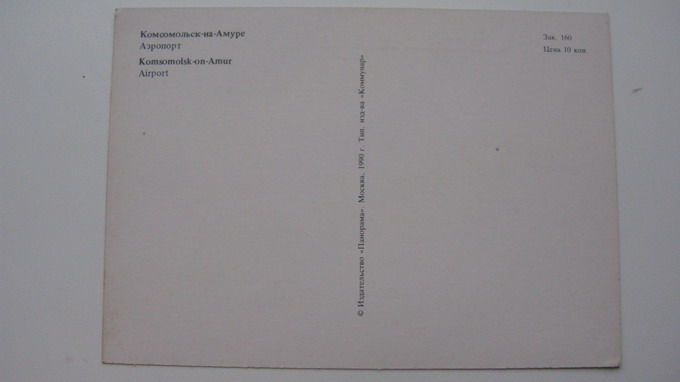 Комсомольск-на-Амуре
Аэропорт
Komsomolsk-on-Amur
Airport
Зак. 160
Цена 10 коп
© Издательство «Панорама». Москва. 1990 г. Тип. изд-ва «Коммунар»